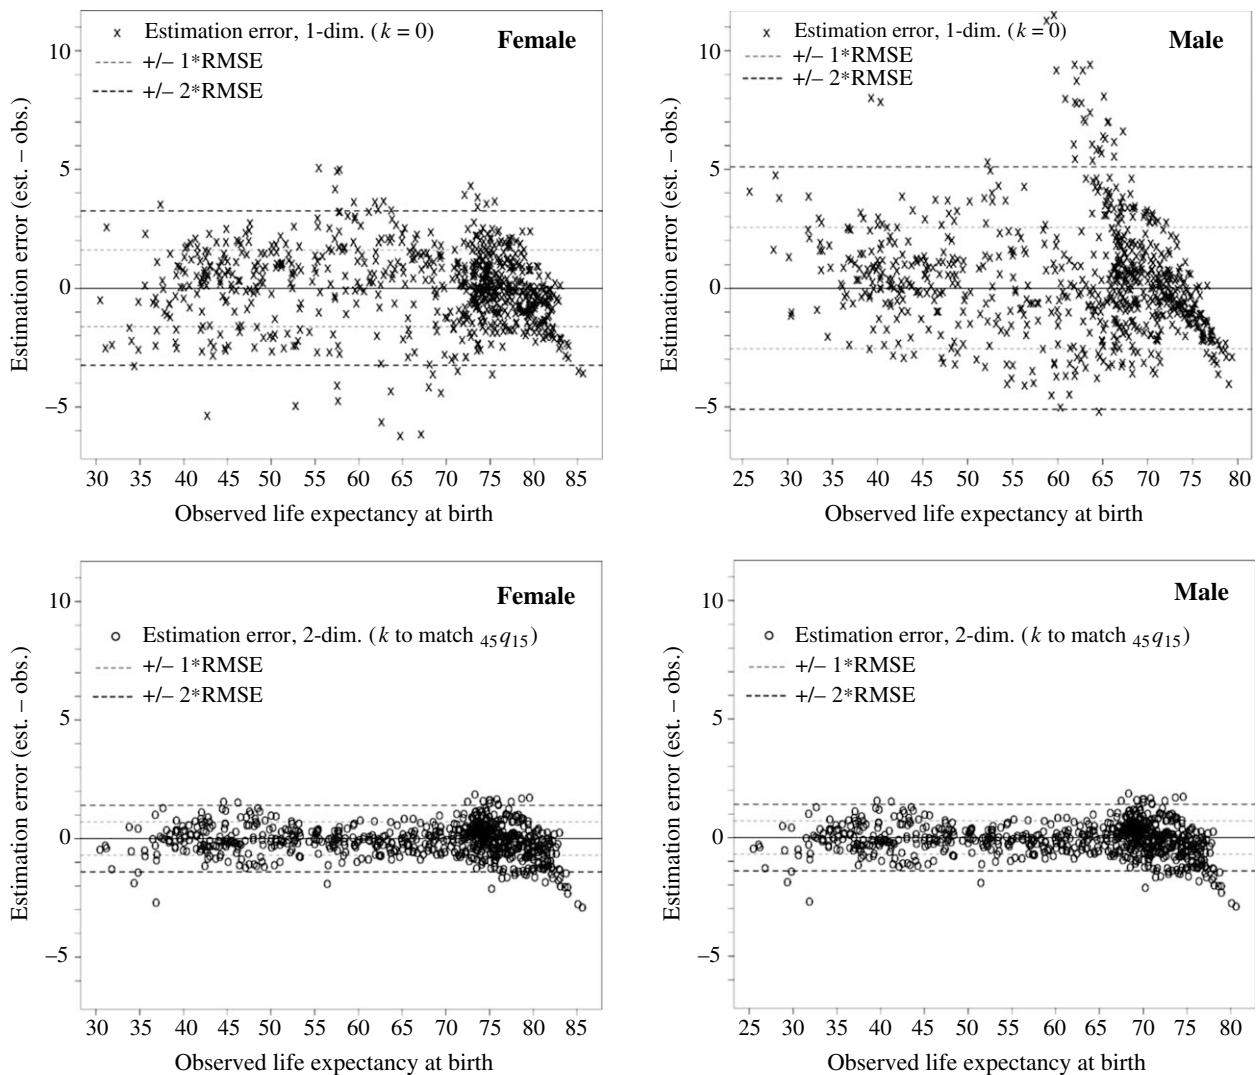 Estimation error, 1-dim. (k = 0)
Female
+/– 1*RMSE
+/– 2*RMSE
Estimation error (est. – obs.)
10
5
0
–5
30 35 40 45 50 55 60 65 70 75 80 85
Observed life expectancy at birth
Estimation error, 1-dim. (k = 0)
Male
+/– 1*RMSE
+/– 2*RMSE
Estimation error (est. – obs.)
10
5
0
–5
25 30 35 40 45 50 55 60 65 70 75 80
Observed life expectancy at birth
Female
Estimation error, 2-dim. (k to match 45q15)
+/– 1*RMSE
+/– 2*RMSE
Estimation error (est. – obs.)
10
5
0
–5
30 35 40 45 50 55 60 65 70 75 80 85
Observed life expectancy at birth
Male
Estimation error, 2-dim. (k to match 45q15)
+/– 1*RMSE
+/– 2*RMSE
Estimation error (est. – obs.)
10
5
0
–5
25 30 35 40 45 50 55 60 65 70 75 80
Observed life expectancy at birth